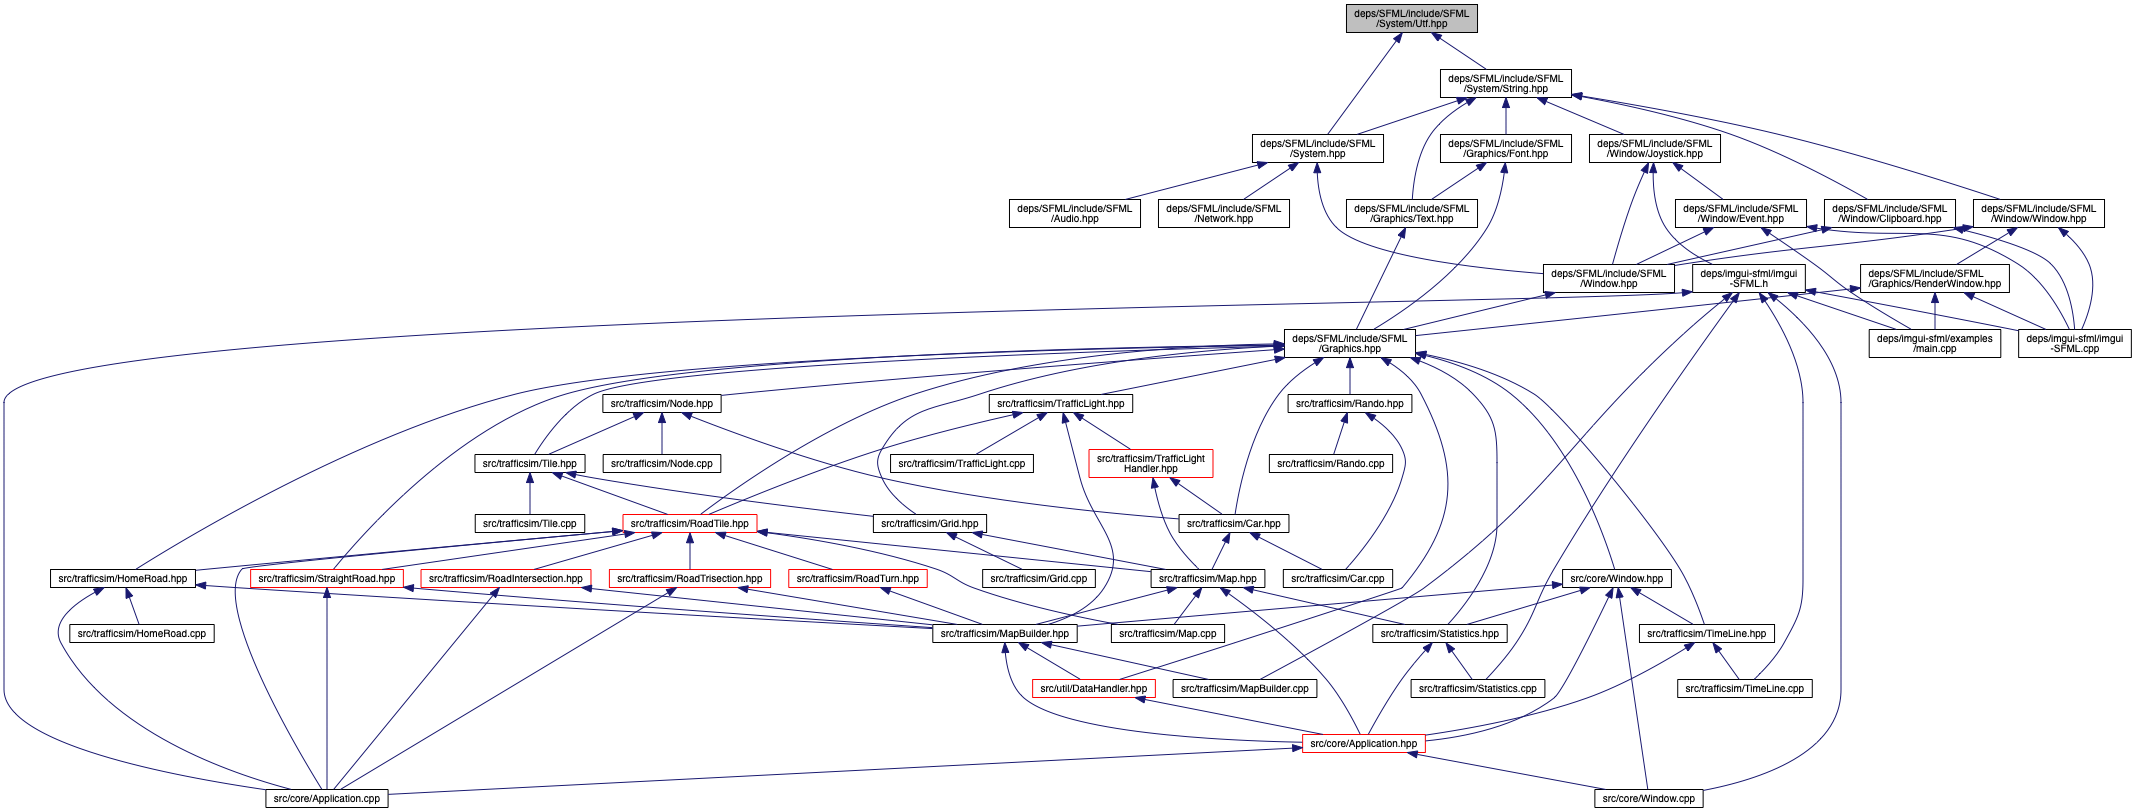 deps/SFML/include/SFML
/System/Utf.hpp
deps/SFML/include/SFML
/System/String.hpp
deps/SFML/include/SFML
/System.hpp
deps/SFML/include/SFML
/Graphics/Font.hpp
deps/SFML/include/SFML
/Window/Joystick.hpp
deps/SFML/include/SFML
/Audio.hpp
deps/SFML/include/SFML
/Network.hpp
deps/SFML/include/SFML
/Graphics/Text.hpp
deps/SFML/include/SFML
/Window/Event.hpp
deps/SFML/include/SFML
/Window/Clipboard.hpp
deps/SFML/include/SFML
/Window/Window.hpp
deps/SFML/include/SFML
/Window.hpp
deps/imgui-sfml/imgui
-SFML.h
deps/SFML/include/SFML
/Graphics/RenderWindow.hpp
deps/SFML/include/SFML
/Graphics.hpp
deps/imgui-sfml/examples
/main.cpp
deps/imgui-sfml/imgui
-SFML.cpp
src/trafficsim/Node.hpp
src/trafficsim/TrafficLight.hpp
src/trafficsim/Rando.hpp
src/trafficsim/Tile.hpp
src/trafficsim/Node.cpp
src/trafficsim/TrafficLight.cpp
src/trafficsim/TrafficLight
Handler.hpp
src/trafficsim/Rando.cpp
src/trafficsim/Tile.cpp
src/trafficsim/RoadTile.hpp
src/trafficsim/Grid.hpp
src/trafficsim/Car.hpp
src/trafficsim/HomeRoad.hpp
src/trafficsim/StraightRoad.hpp
src/trafficsim/RoadIntersection.hpp
src/trafficsim/RoadTrisection.hpp
src/trafficsim/RoadTurn.hpp
src/trafficsim/Grid.cpp
src/trafficsim/Map.hpp
src/trafficsim/Car.cpp
src/core/Window.hpp
src/trafficsim/HomeRoad.cpp
src/trafficsim/MapBuilder.hpp
src/trafficsim/Map.cpp
src/trafficsim/Statistics.hpp
src/trafficsim/TimeLine.hpp
src/util/DataHandler.hpp
src/trafficsim/MapBuilder.cpp
src/trafficsim/Statistics.cpp
src/trafficsim/TimeLine.cpp
src/core/Application.hpp
src/core/Application.cpp
src/core/Window.cpp